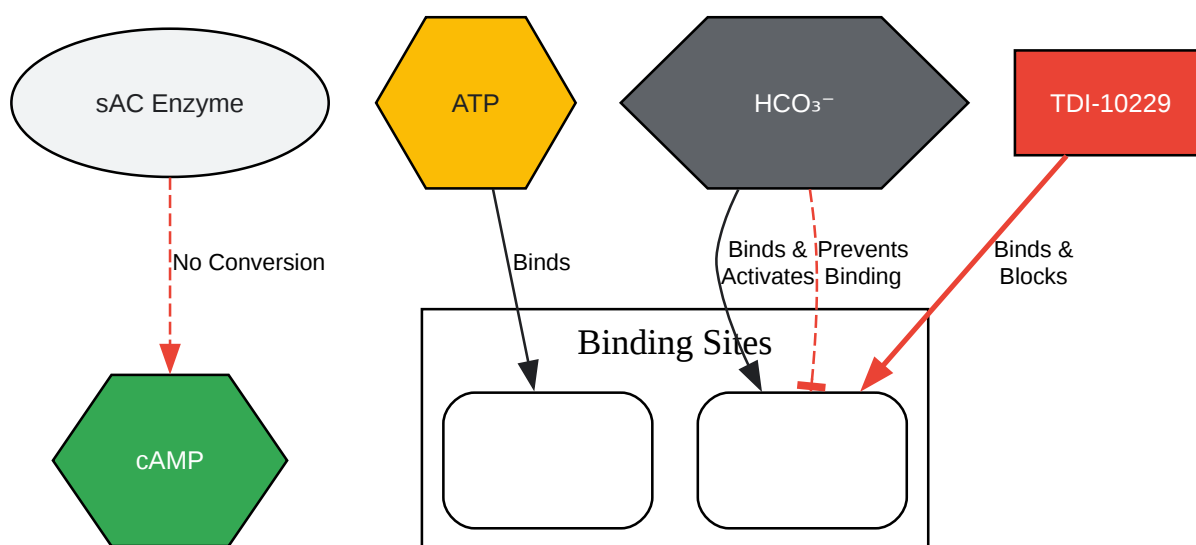 sAC Enzyme
ATP
HCO₃⁻
TDI-10229
No Conversion
Binds
Binds &
Activates
Prevents
Binding
Binds &
Blocks
Binding Sites
cAMP